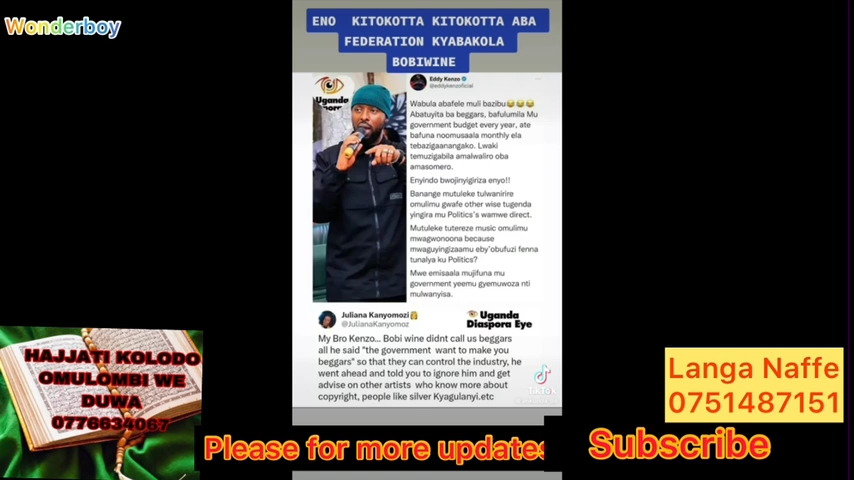 Wonderboy
ENO KITOKOTTA KITOKOTTA ABA
FEDERATION KYABAKOLA
BOBIWINE
Uganda
Eddy Kenzo
@eddykenzoficial
Wabula abafele muli bazibu😂😂😂
Abatuyita ba beggars, bafulumila Mu
government budget every year, ate
bafuna noomusaala monthly ela
tebazigaanangako. Lwaki
temuzigabila amalwaliro oba
amasomero.
Enyindo bwojinyigiriza enyo!!
Banange mutuleke tulwanirire
omulimu gwafe other wise tugenda
yingira mu Politics's wamwe direct.
Mutuleke tutereze music omulimu
mwagwonoona because
mwaguyingizaamu eby'obufuzi fenna
tunalya ku Politics?
Mwe emisaala mujifuna mu
government yeemu gyemuwoza nti
mulwanyisa.
Juliana Kanyomozi
@JulianaKanyomoz
Uganda
Diaspora Eye
My Bro Kenzo... Bobi wine didnt call us beggars
all he said "the government want to make you
beggars" so that they can control the industry, he
went ahead and told you to ignore him and get
advise on other artists who know more about
copyright, people like silver Kyagulanyi.etc
TikTok
HAJJATI KOLODO
OMULOMBI WE
DUWA
0776634067
Langa Naffe
0751487151
Please for more updates
Subscribe